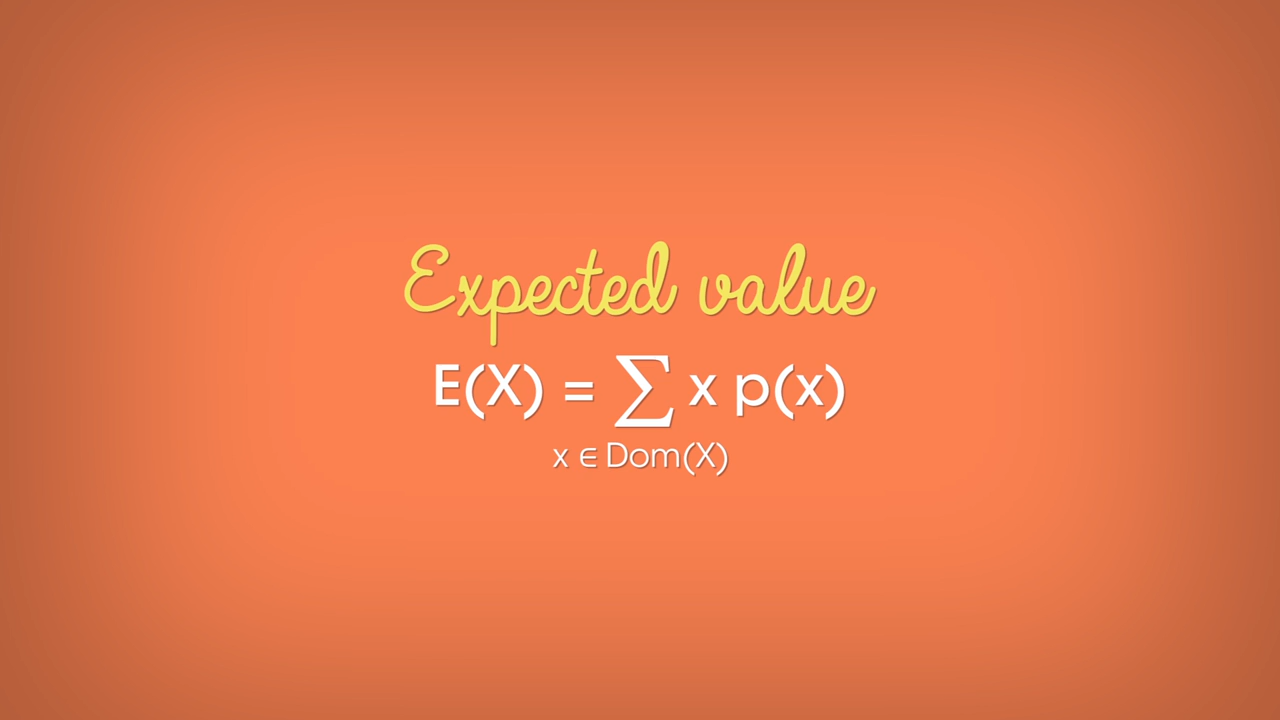 Expected value
E(X) = ∑ x p(x)
x ∈ Dom(X)